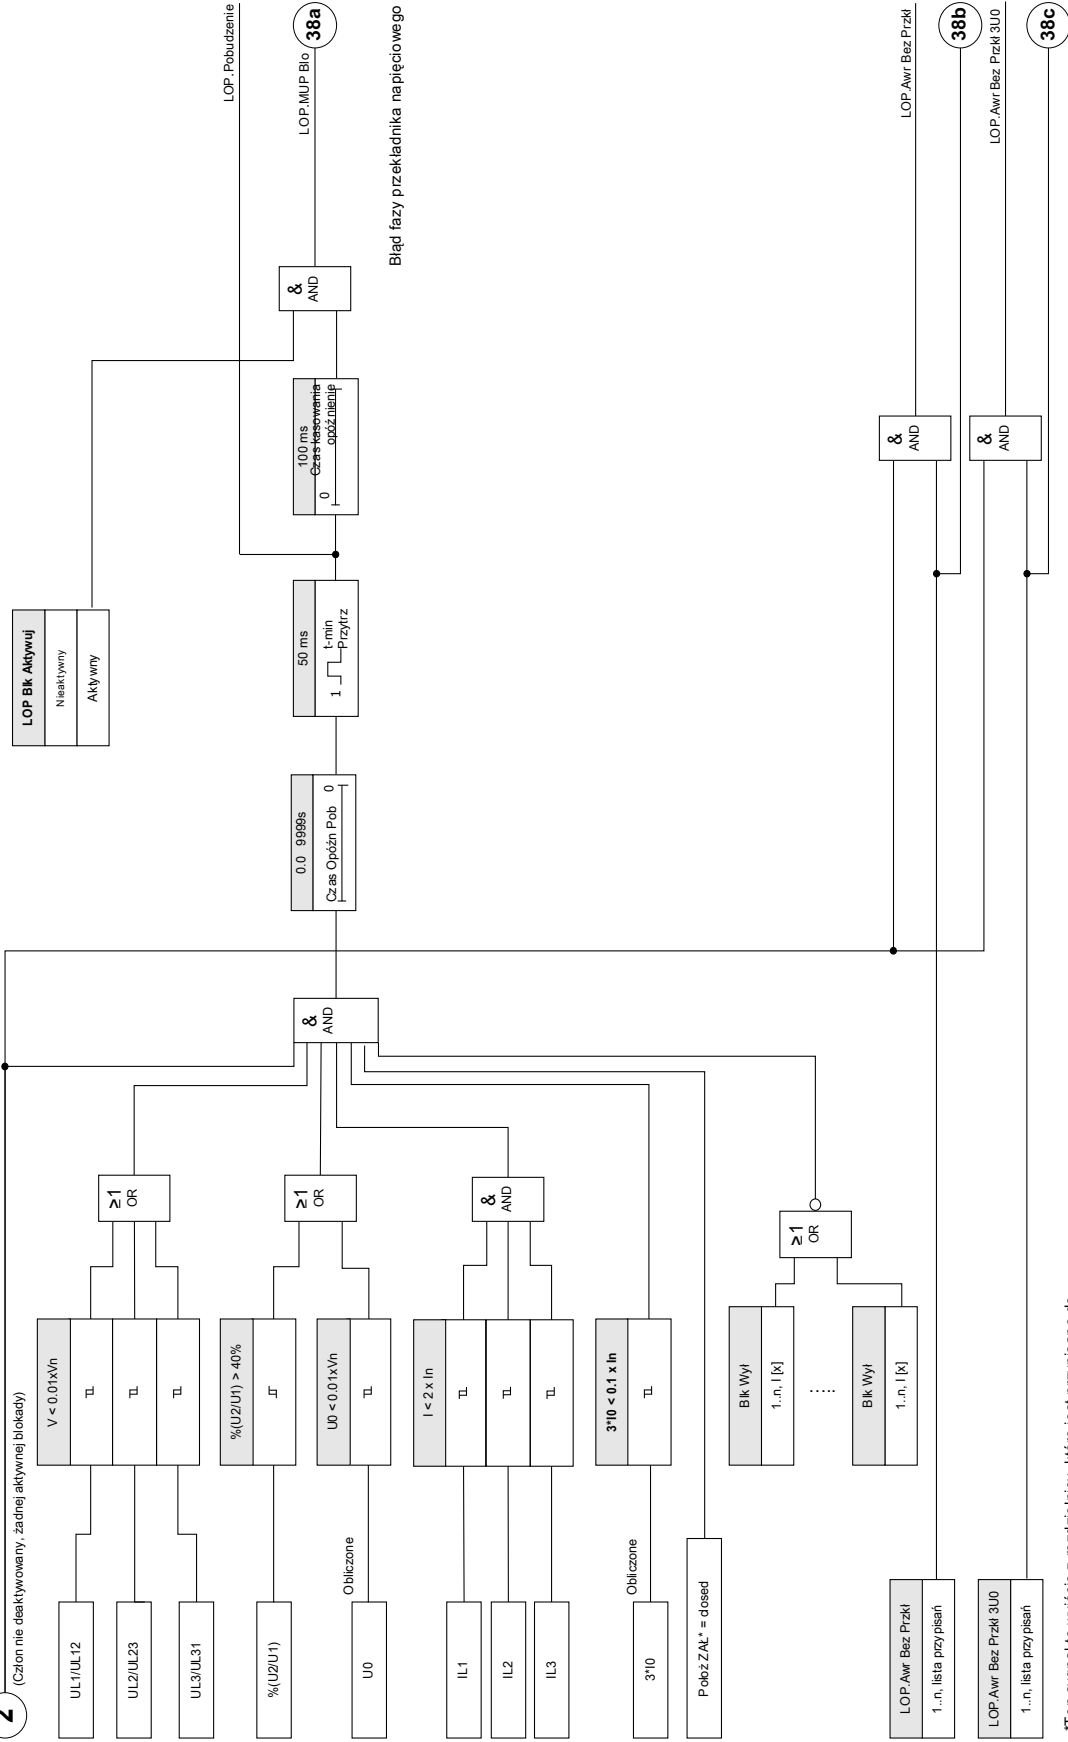 2
(Człon nie deaktywowany, żadnej aktywnej blokady)
UL1/UL12
UL2/UL23
UL3/UL31
%(U2/U1)
U0
Obliczone
IL1
IL2
IL3
3*I0
Obliczone
Położ ZAŁ* = closed
LOP.Awr Bez Przkł
1..n, lista przypisań
LOP.Awr Bez Przkł 3U0
1..n, lista przypisań
V < 0.01xVn
%(U2/U1) > 40%
U0 < 0.01xVn
I < 2 x In
3*I0 < 0.1 x In
Blk Wył
1..n, I [x]
.....
Blk Wył
1..n, I [x]
≥1
OR
≥1
OR
&
AND
≥1
OR
&
AND
0.0 9999s
Czas Opóźn Pob
0
LOP Blk Aktywuj
Nieaktywny
Aktywny
50 ms
1
t-min
Przytrz
100 ms
Czas kasowania
opóźnienie
0
&
AND
&
AND
&
AND
LOP.Pobudzenie
LOP.MUP Blo
38a
Błąd fazy przekładnika napięciowego
LOP.Awr Bez Przkł
38b
LOP.Awr Bez Przkł 3U0
38c